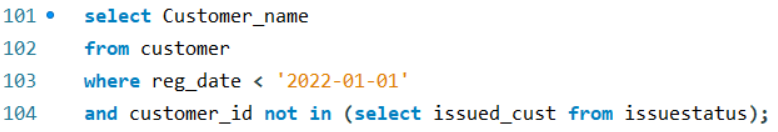 101 select Customer_name
102 from customer
103 where reg_date < '2022-01-01'
104 and customer_id not in (select issued_cust from issuestatus);